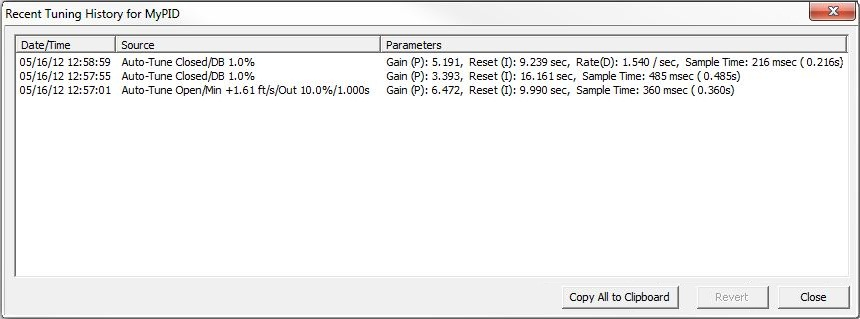 Recent Tuning History for MyPID
Date/Time Source Parameters
05/16/12 12:58:59 Auto-Tune Closed/DB 1.0% Gain (P): 5.191, Reset (I): 9.239 sec, Rate(D): 1.540 / sec, Sample Time: 216 msec ( 0.216s)
05/16/12 12:57:55 Auto-Tune Closed/DB 1.0% Gain (P): 3.393, Reset (I): 16.161 sec, Sample Time: 485 msec ( 0.485s)
05/16/12 12:57:01 Auto-Tune Open/Min +1.61 ft/s/Out 10.0%/1.000s Gain (P): 6.472, Reset (I): 9.990 sec, Sample Time: 360 msec ( 0.360s)
Copy All to Clipboard Revert Close